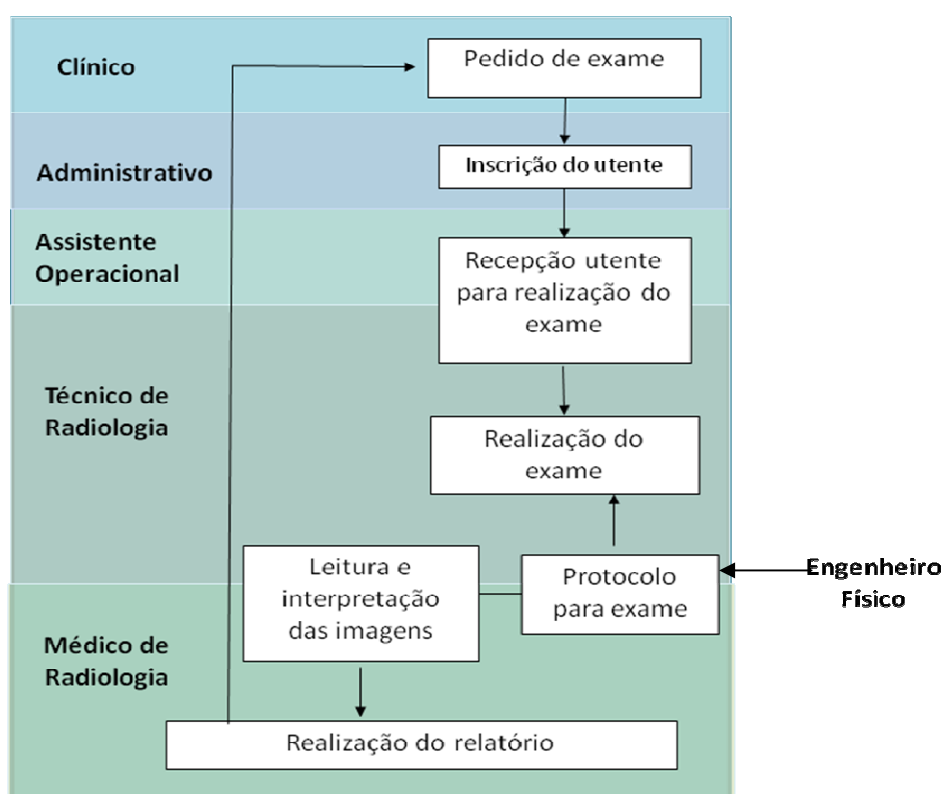 Clínico
Pedido de exame
Administrativo
Inscrição do utente
Assistente
Operacional
Recepção utente
para realização do
exame
Técnico de
Radiologia
Realização do
exame
Leitura e
interpretação
das imagens
Protocolo
para exame
Engenheiro
Físico
Médico de
Radiologia
Realização do relatório